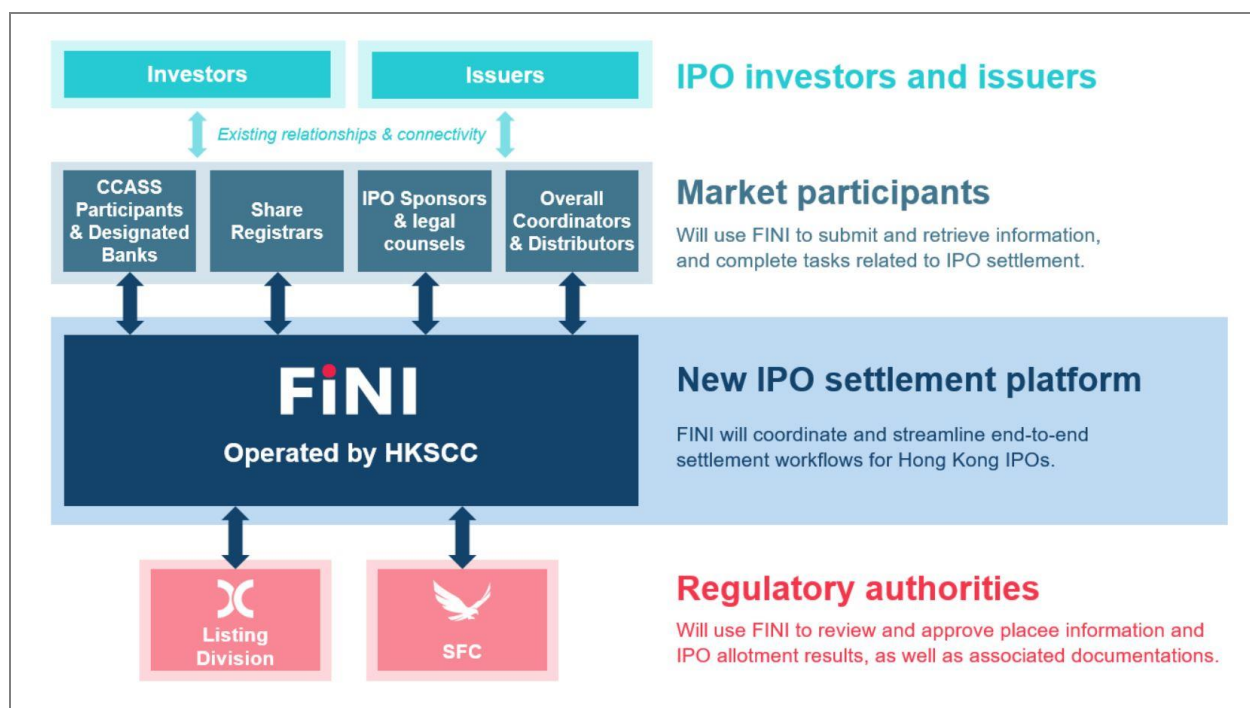 Investors
Issuers
IPO investors and issuers
Existing relationships & connectivity
CCASS
Participants
& Designated
Banks
Share
Registrars
IPO Sponsors
& legal
counsels
Overall
Coordinators
& Distributors
Market participants
Will use FINI to submit and retrieve information,
and complete tasks related to IPO settlement.
FiNI
Operated by HKSCC
New IPO settlement platform
FINI will coordinate and streamline end-to-end
settlement workflows for Hong Kong IPOs.
Listing
Division
SFC
Regulatory authorities
Will use FINI to review and approve placee information and
IPO allotment results, as well as associated documentations.